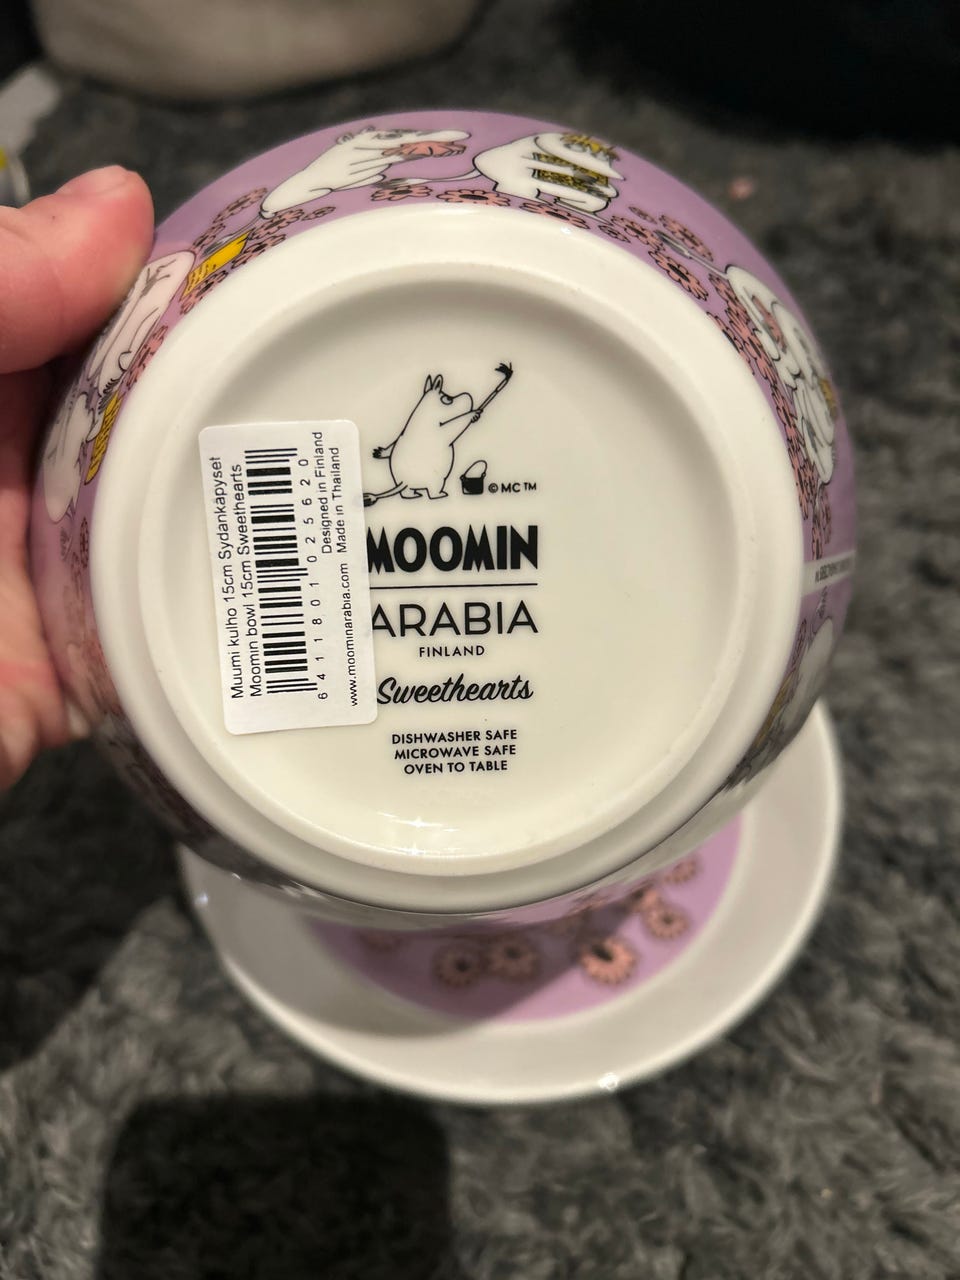 Muumi kulho 15cm Sydankapyset
Moomin bowl 15cm Sweethearts
6 411801 025620
Designed in Finland
www.moominarabia.com Made in Thailand
© MC ™
MOOMIN
ARABIA
FINLAND
Sweethearts
DISHWASHER SAFE
MICROWAVE SAFE
OVEN TO TABLE